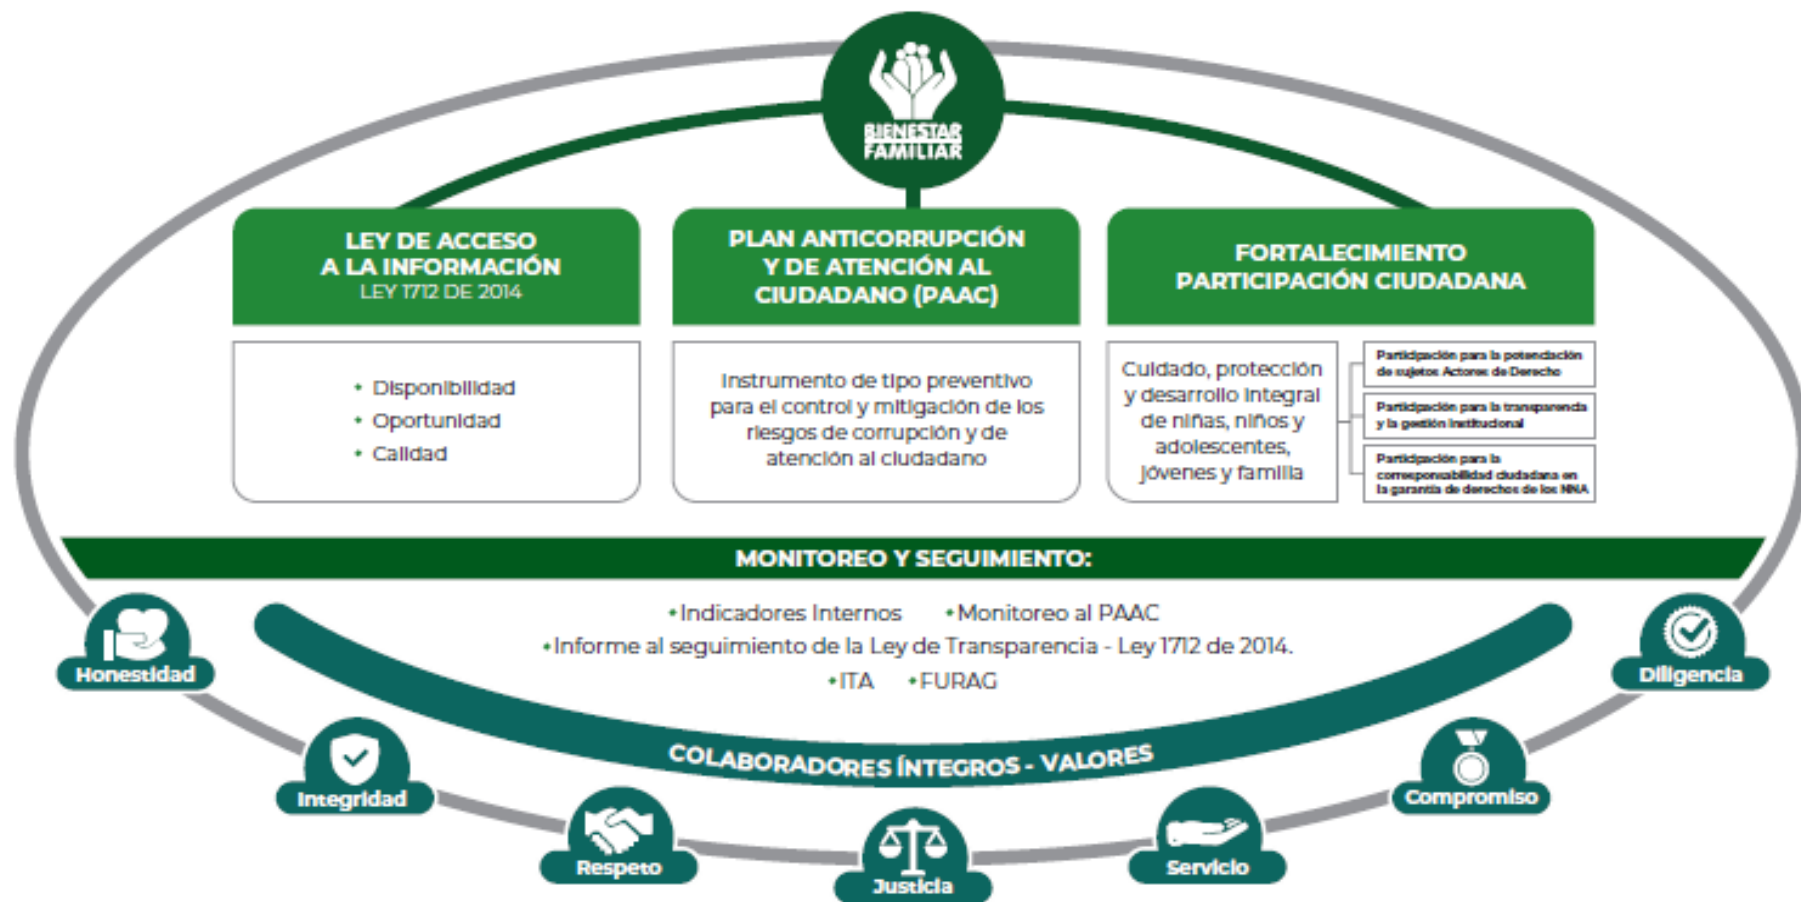 BIENESTAR
FAMILIAR
LEY DE ACCESO
A LA INFORMACIÓN
LEY 1712 DE 2014
• Disponibilidad
• Oportunidad
• Calidad
PLAN ANTICORRUPCIÓN
Y DE ATENCIÓN AL
CIUDADANO (PAAC)
Instrumento de tipo preventivo
para el control y mitigación de los
riesgos de corrupción y de
atención al ciudadano
FORTALECIMIENTO
PARTICIPACIÓN CIUDADANA
Cuidado, protección
y desarrollo integral
de niñas, niños y
adolescentes,
jóvenes y familia
Participación para la potenciación
de sujetos Actores de Derecho
Participación para la transparencia
y la gestión institucional
Participación para la
corresponsabilidad ciudadana en
la garantía de derechos de los NNA
MONITOREO Y SEGUIMIENTO:
•Indicadores Internos •Monitoreo al PAAC
•Informe al seguimiento de la Ley de Transparencia - Ley 1712 de 2014.
•ITA •FURAG
COLABORADORES ÍNTEGROS - VALORES
Honestidad
Integridad
Respeto
Justicia
Servicio
Compromiso
Diligencia